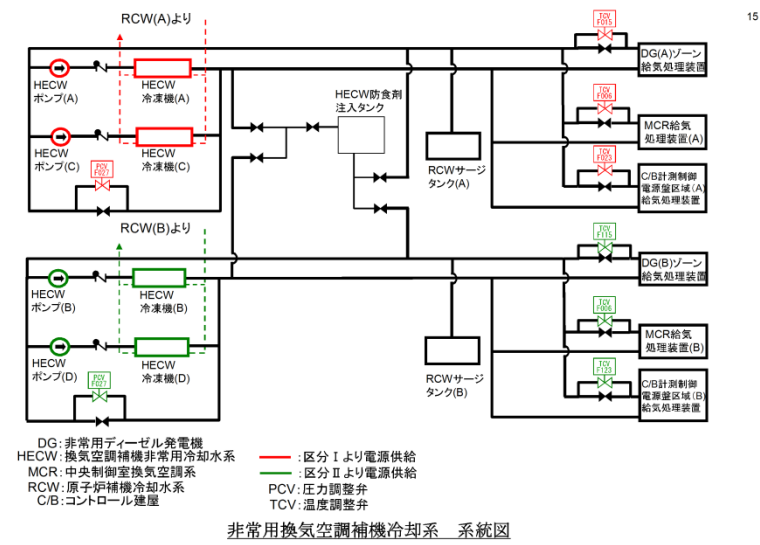 15
RCW(A)より
TCV
F015
DG(A)ゾーン
給気処理装置
HECW
ポンプ(A)
HECW
冷凍機(A)
HECW防食剤
注入タンク
TCV
F006
MCR給気
処理装置(A)
HECW
ポンプ(C)
HECW
冷凍機(C)
PCV
F027
RCWサージ
タンク(A)
TCV
F023
C/B計測制御
電源盤区域(A)
給気処理装置
RCW(B)より
TCV
F115
DG(B)ゾーン
給気処理装置
HECW
ポンプ(B)
HECW
冷凍機(B)
TCV
F006
MCR給気
処理装置(B)
HECW
ポンプ(D)
HECW
冷凍機(D)
PCV
F027
RCWサージ
タンク(B)
TCV
F123
C/B計測制御
電源盤区域(B)
給気処理装置
DG:非常用ディーゼル発電機
HECW:換気空調補機非常用冷却水系
MCR:中央制御室換気空調系
RCW:原子炉補機冷却水系
C/B:コントロール建屋
:区分Ⅰより電源供給
:区分Ⅱより電源供給
PCV:圧力調整弁
TCV:温度調整弁
非常用換気空調補機冷却系 系統図